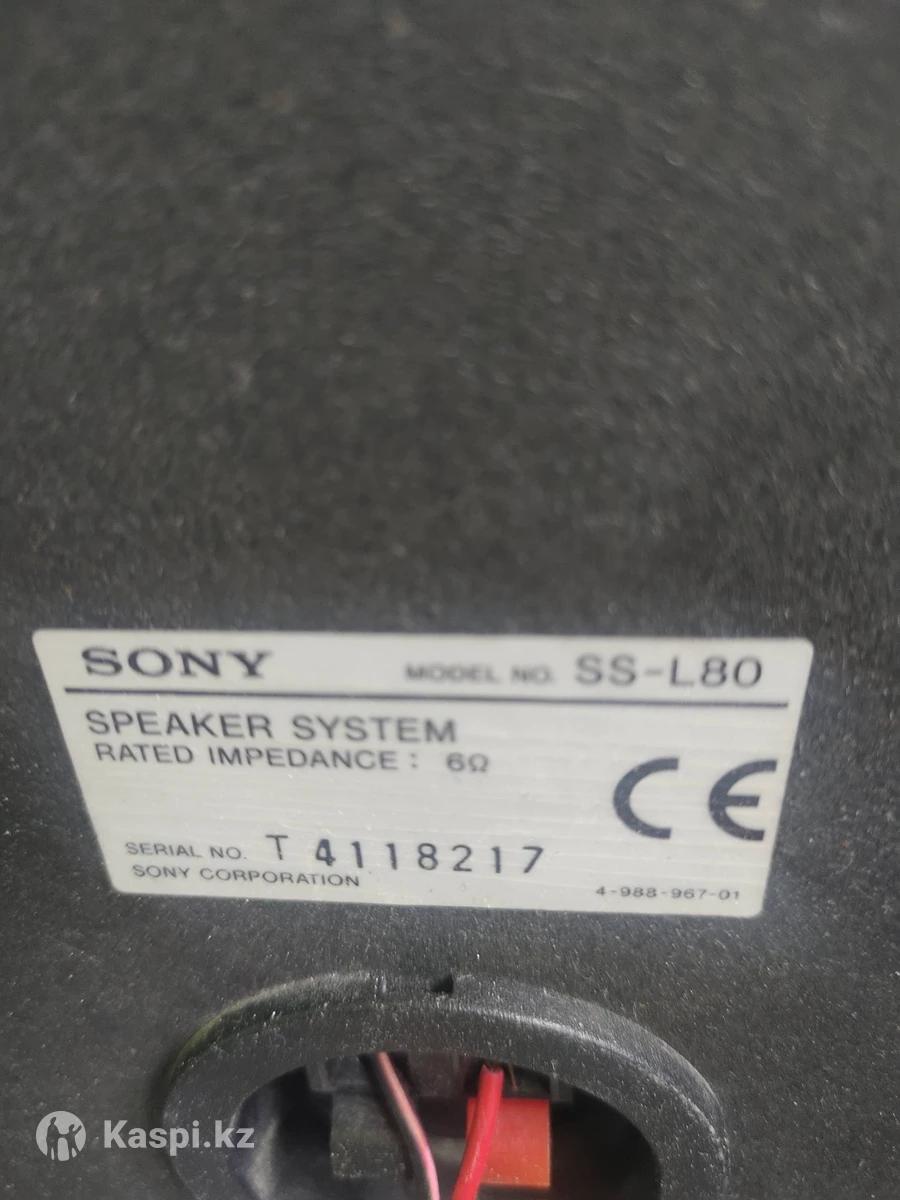 SONY MODEL NO. SS-L80
SPEAKER SYSTEM
RATED IMPEDANCE : 6Ω
CE
SERIAL NO. T 41118217
SONY CORPORATION 4-988-967-01
Kaspi.kz